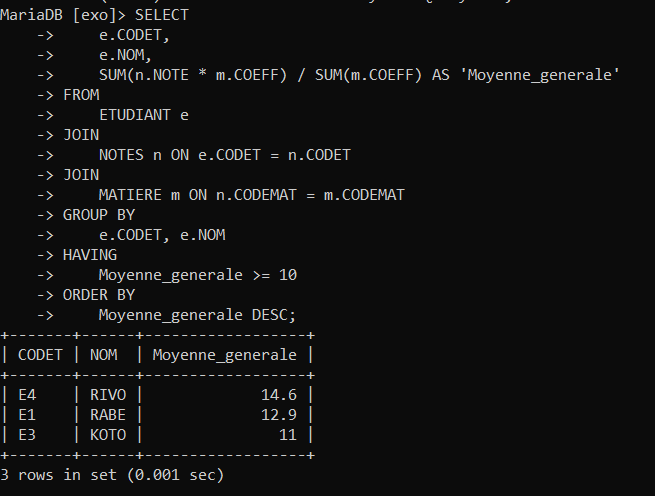 MariaDB [exo]> SELECT
    ->     e.CODET,
    ->     e.NOM,
    ->     SUM(n.NOTE * m.COEFF) / SUM(m.COEFF) AS 'Moyenne_generale'
    -> FROM
    ->     ETUDIANT e
    -> JOIN
    ->     NOTES n ON e.CODET = n.CODET
    -> JOIN
    ->     MATIERE m ON n.CODEMAT = m.CODEMAT
    -> GROUP BY
    ->     e.CODET, e.NOM
    -> HAVING
    ->     Moyenne_generale >= 10
    -> ORDER BY
    ->     Moyenne_generale DESC;
+-------+------+------------------+
| CODET | NOM  | Moyenne_generale |
+-------+------+------------------+
| E4    | RIVO |             14.6 |
| E1    | RABE |             12.9 |
| E3    | KOTO |               11 |
+-------+------+------------------+
3 rows in set (0.001 sec)